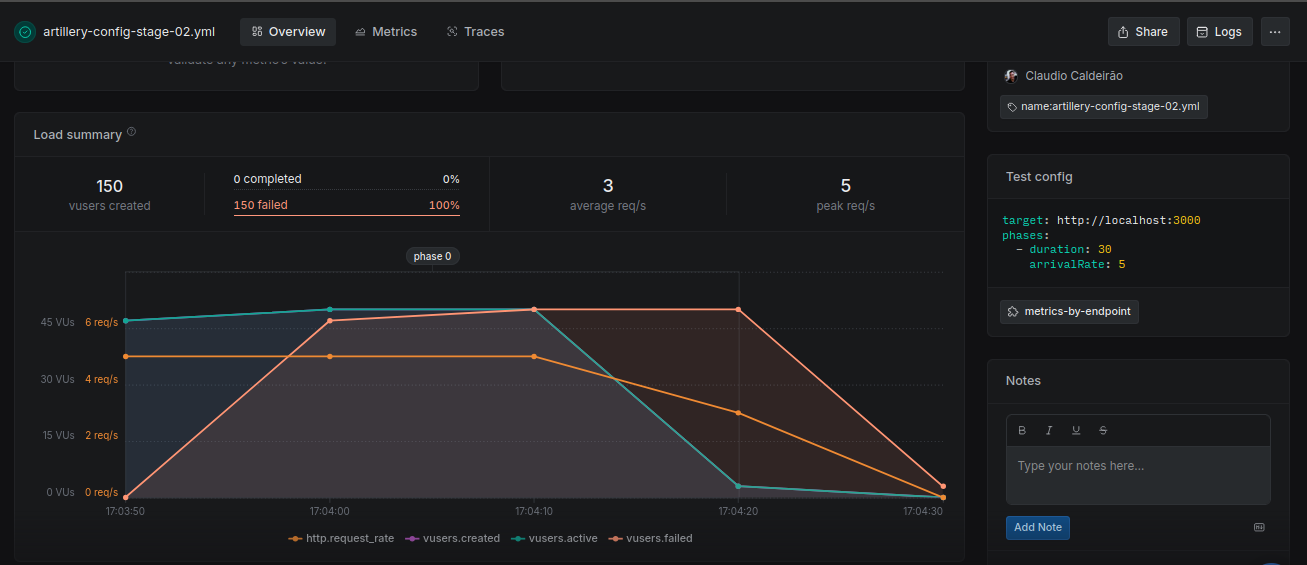 artillery-config-stage-02.yml Overview Metrics Traces Share Logs ...
validate any metric's value.
Claudio Caldeirão
name:artillery-config-stage-02.yml
Load summary ?
150
vusers created
0 completed 0%
150 failed 100%
3
average req/s
5
peak req/s
phase 0
45 VUs 6 req/s
30 VUs 4 req/s
15 VUs 2 req/s
0 VUs 0 req/s
17:03:50 17:04:00 17:04:10 17:04:20 17:04:30
http.request_rate vusers.created vusers.active vusers.failed
Test config
target: http://localhost:3000
phases:
- duration: 30
arrivalRate: 5
metrics-by-endpoint
Notes
B I U S
Type your notes here...
Add Note